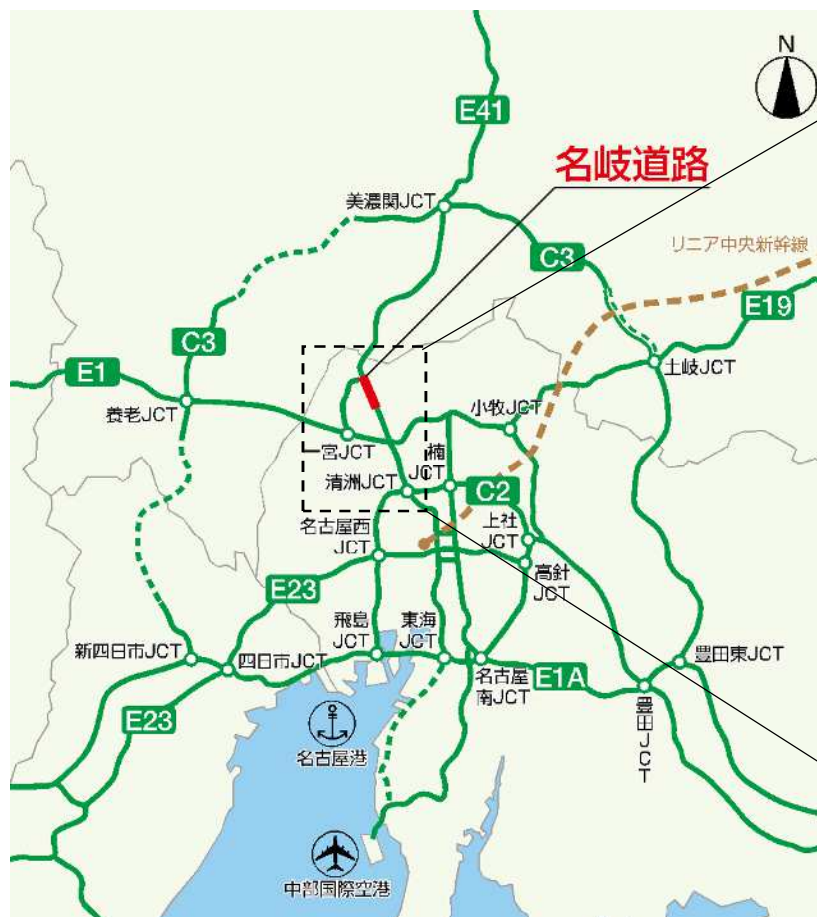 N
E41
名岐道路
美濃関JCT
リニア中央新幹線
C3
E19
C3
E1
土岐JCT
養老JCT
小牧JCT
一宮JCT
楠
JCT
清洲JCT
C2
名古屋西
JCT
上社
JCT
高針
JCT
E23
飛島
JCT
東海
JCT
新四日市JCT
四日市JCT
豊田東JCT
名古屋
南JCT
E1A
E23
豊田JCT
名古屋港
中部国際空港